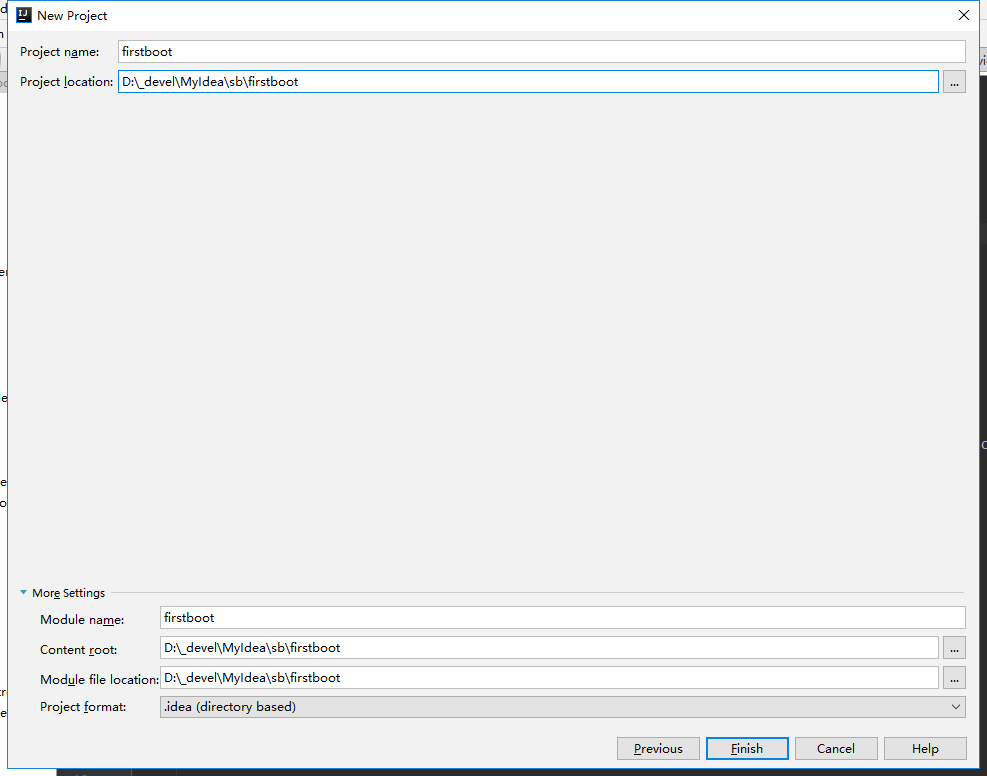 New Project
Project name: firstboot
Project location: D:\_devel\MyIdea\sb\firstboot ...
More Settings
Module name: firstboot
Content root: D:\_devel\MyIdea\sb\firstboot ...
Module file location: D:\_devel\MyIdea\sb\firstboot ...
Project format: .idea (directory based)
Previous Finish Cancel Help